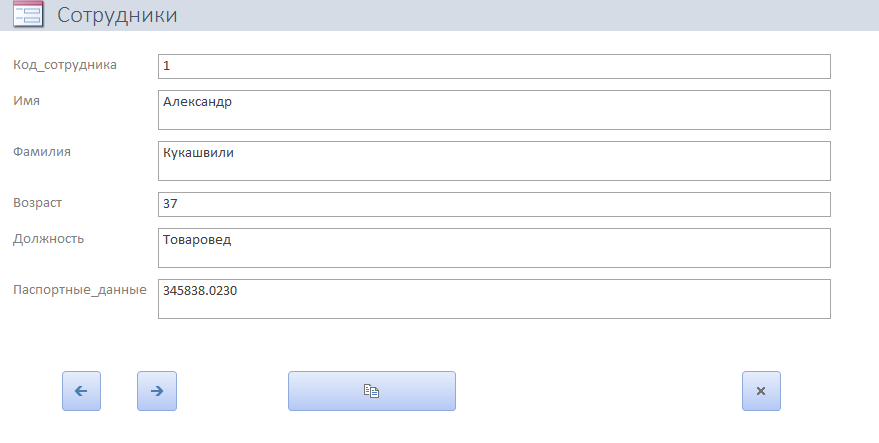 Сотрудники
Код_сотрудника 1
Имя Александр
Фамилия Кукашвили
Возраст 37
Должность Товаровед
Паспортные_данные 345838.0230